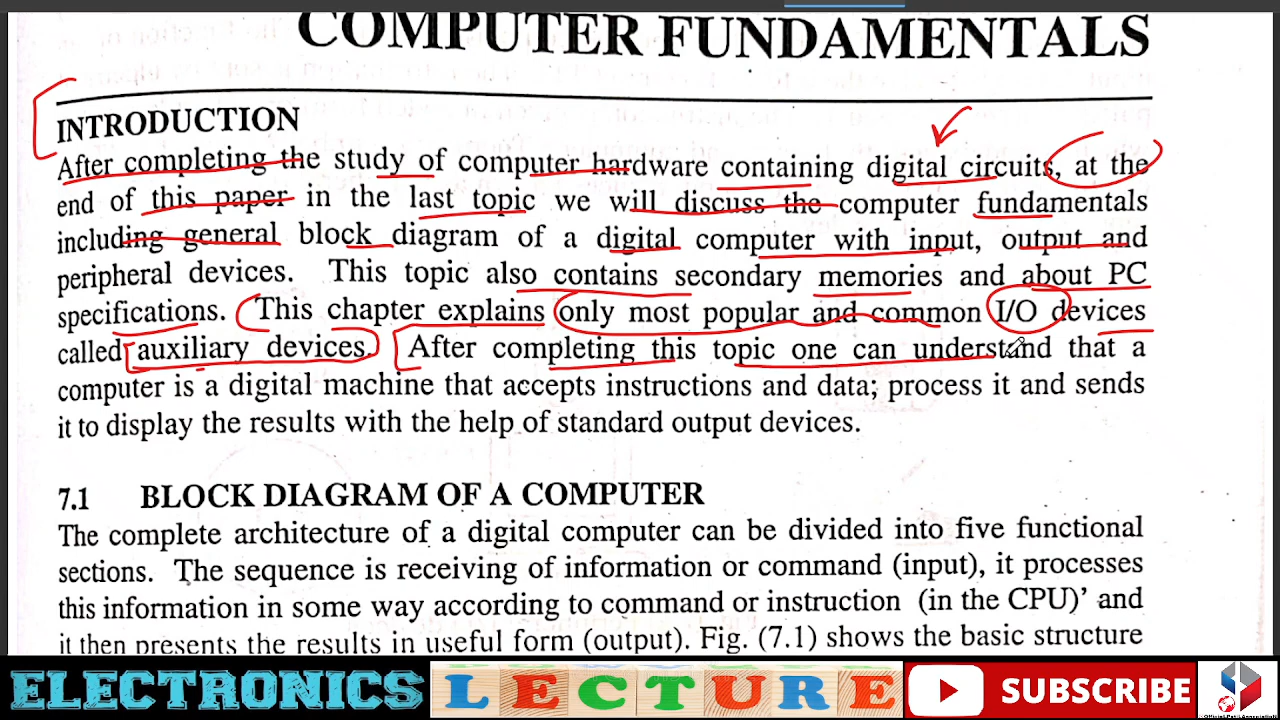 COMPUTER FUNDAMENTALS
INTRODUCTION
After completing the study of computer hardware containing digital circuits, at the
end of this paper in the last topic we will discuss the computer fundamentals
including general block diagram of a digital computer with input, output and
peripheral devices. This topic also contains secondary memories and about PC
specifications. This chapter explains only most popular and common I/O devices
called auxiliary devices. After completing this topic one can understand that a
computer is a digital machine that accepts instructions and data; process it and sends
it to display the results with the help of standard output devices.
7.1 BLOCK DIAGRAM OF A COMPUTER
The complete architecture of a digital computer can be divided into five functional
sections. The sequence is receiving of information or command (input), it processes
this information in some way according to command or instruction (in the CPU)’ and
it then presents the results in useful form (output). Fig. (7.1) shows the basic structure
ELECTRONICS LECTURE SUBSCRIBE